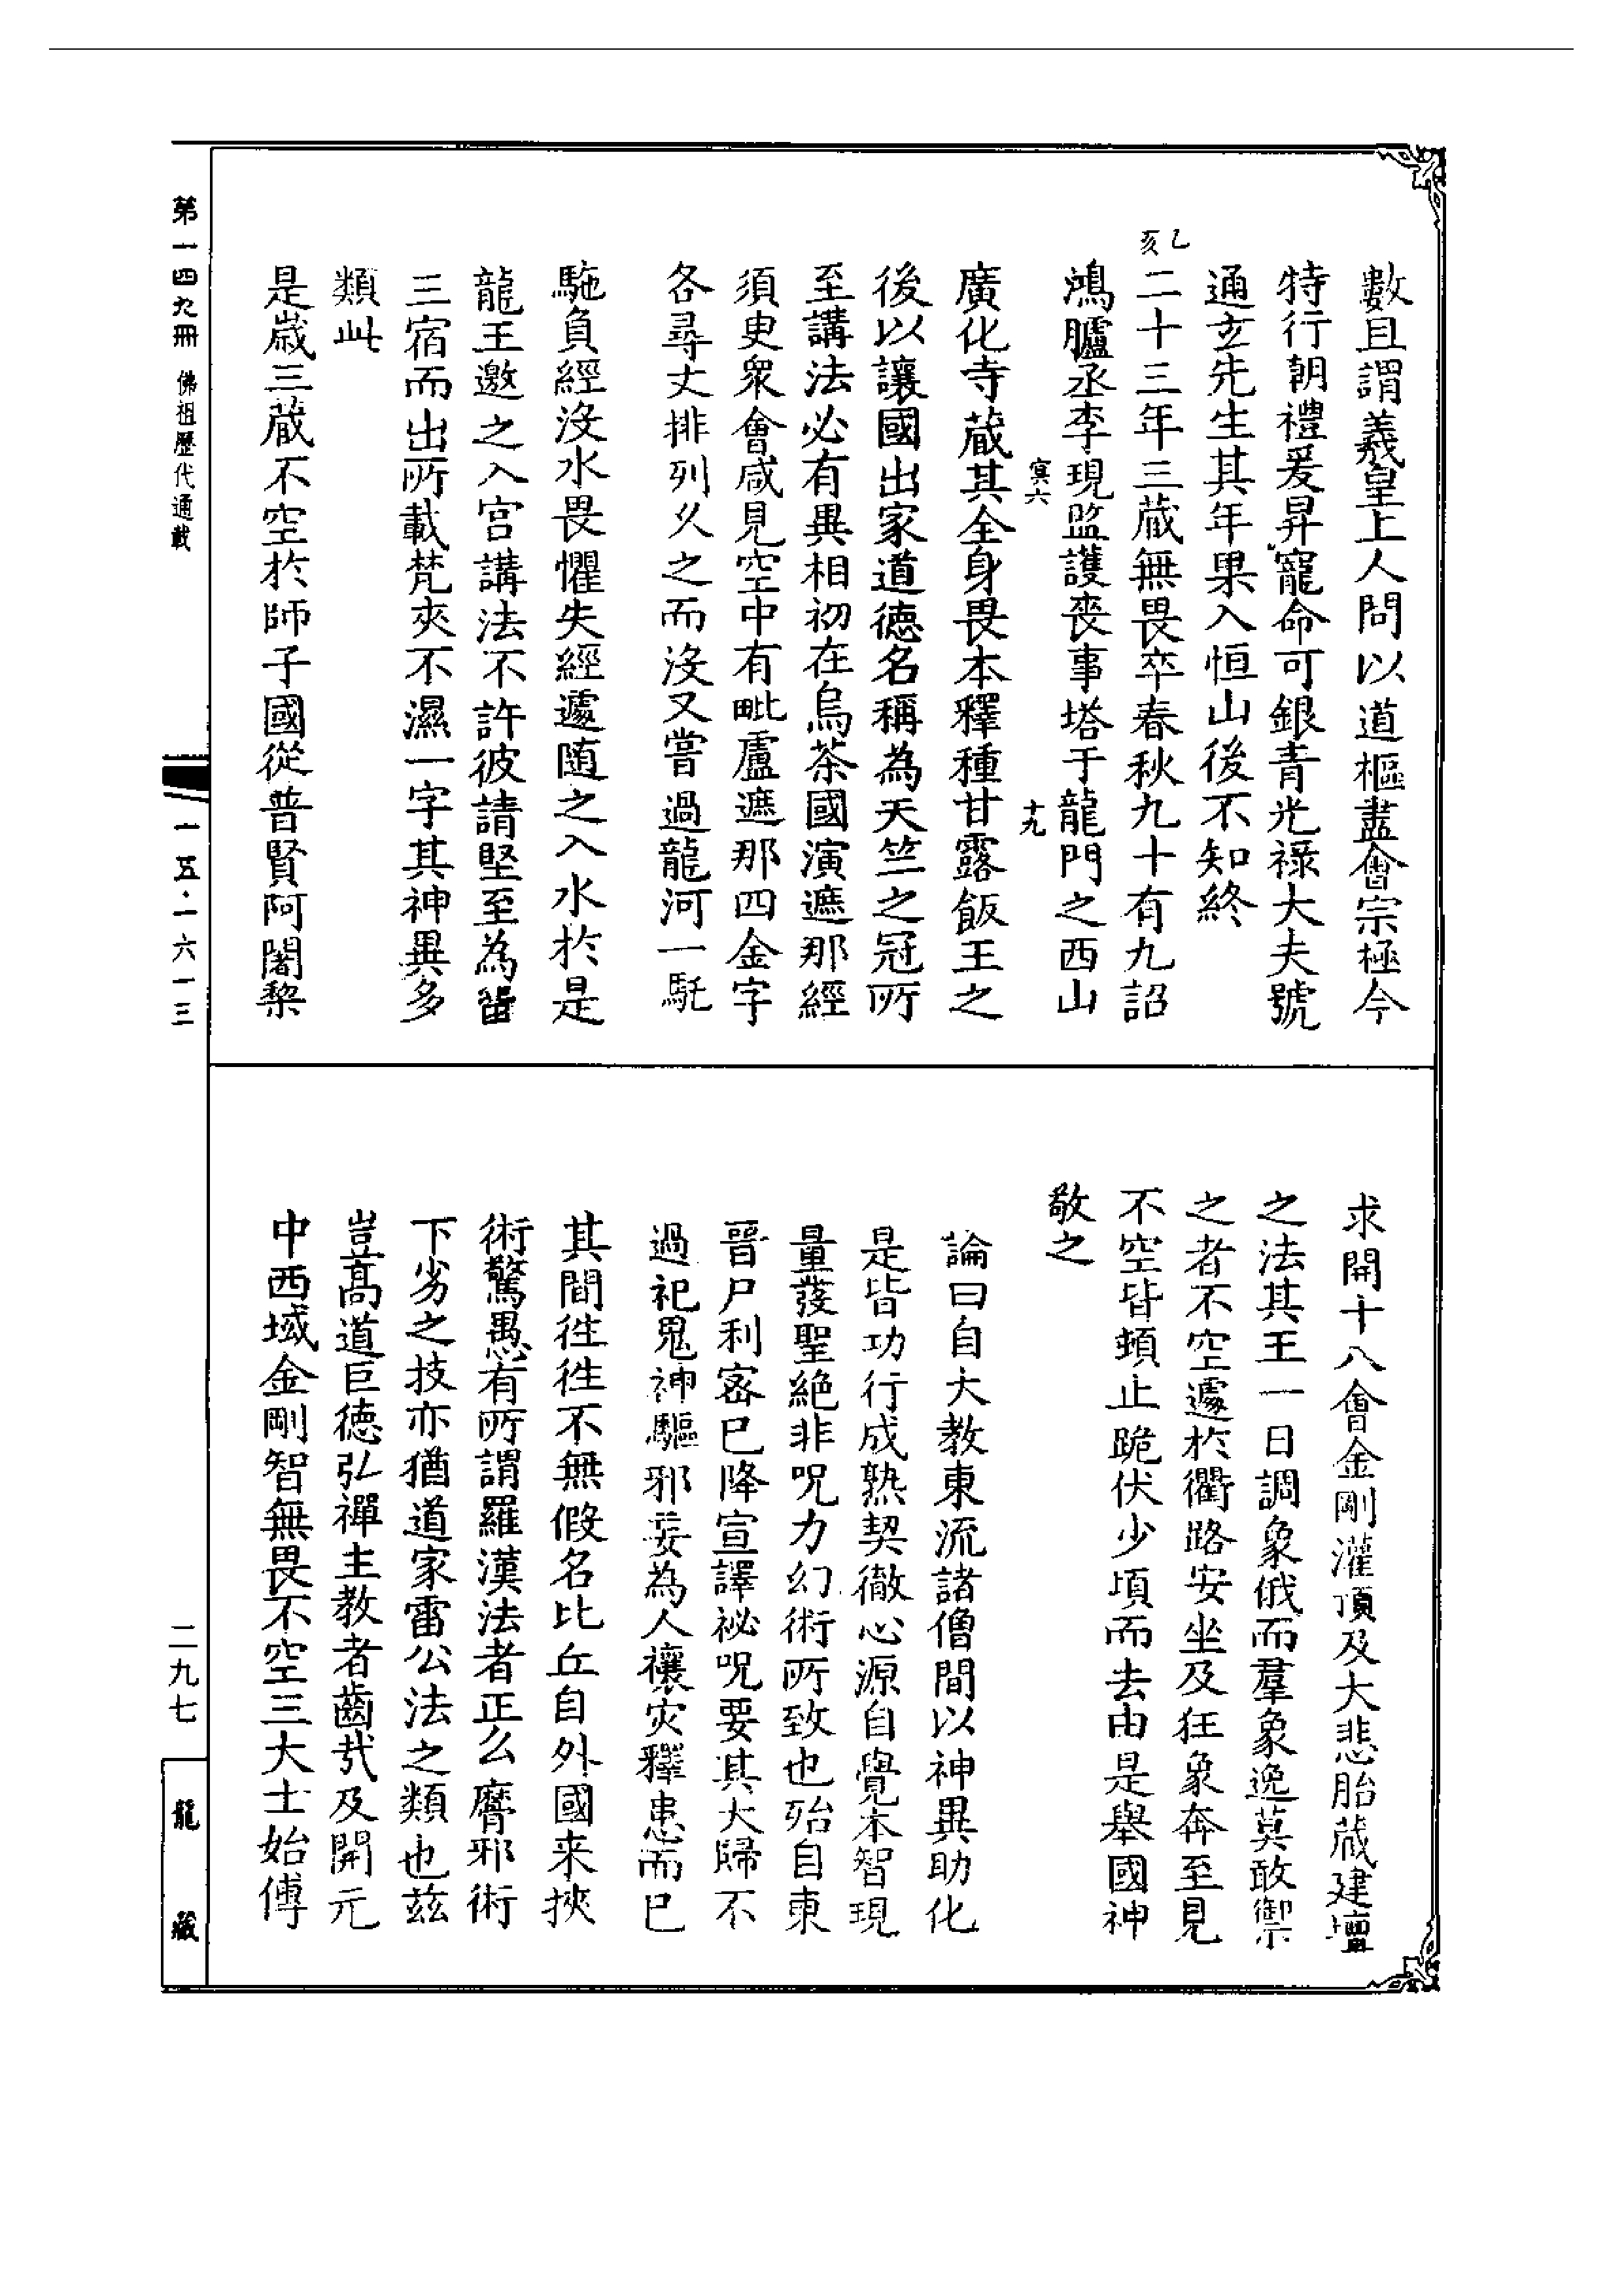 數且謂羲皇上人問以道樞盡會宗極今
特行朝禮爰昇寵命可銀青光祿大夫號
通玄先生其年果入恒山後不知終
乙亥
二十三年三藏無畏卒春秋九十有九詔
鴻臚丞李現監護喪事塔于龍門之西山
寞六
十九
廣化寺藏其全身畏本釋種甘露飯王之
後以讓國出家道德名稱為天竺之冠所
至講法必有異相初在烏荼國演遮那經
須臾眾會咸見空中有毗盧遮那四金字
各尋丈排列久之而沒又嘗過龍河一馲
駞負經沒水畏懼失經遽随之入水於是
龍王邀之入宮講法不許彼請堅至為畱
三宿而出所載梵夾不濕一字其神異多
類此
是歲三藏不空於師子國從普賢阿闍棃
求開十八會金剛灌頂及大悲胎藏建壇
之法其王一日調象俄而羣象逸莫敢禦
之者不空遽於衢路安坐及狂象奔至見
不空皆頓止跪伏少頃而去由是舉國神
敬之
論曰自大教東流諸僧間以神異助化
是皆功行成熟契徹心源自覺本智現
量發聖絕非呪力幻術所致也殆自東
晉尸利密巳降宣譯祕呪要其大歸不
過祀鬼神驅邪妄為人禳灾釋患而巳
其間徃徃不無假名比丘自外國来挾
術驚愚有所謂羅漢法者正么麽邪術
下劣之技亦猶道家雷公法之類也茲
豈高道巨德弘禪主教者齒㢤及開元
中西域金剛智無畏不空三大士始傳
第一四九冊 佛祖歷代通載
一五·一六一三
二九七
龍藏